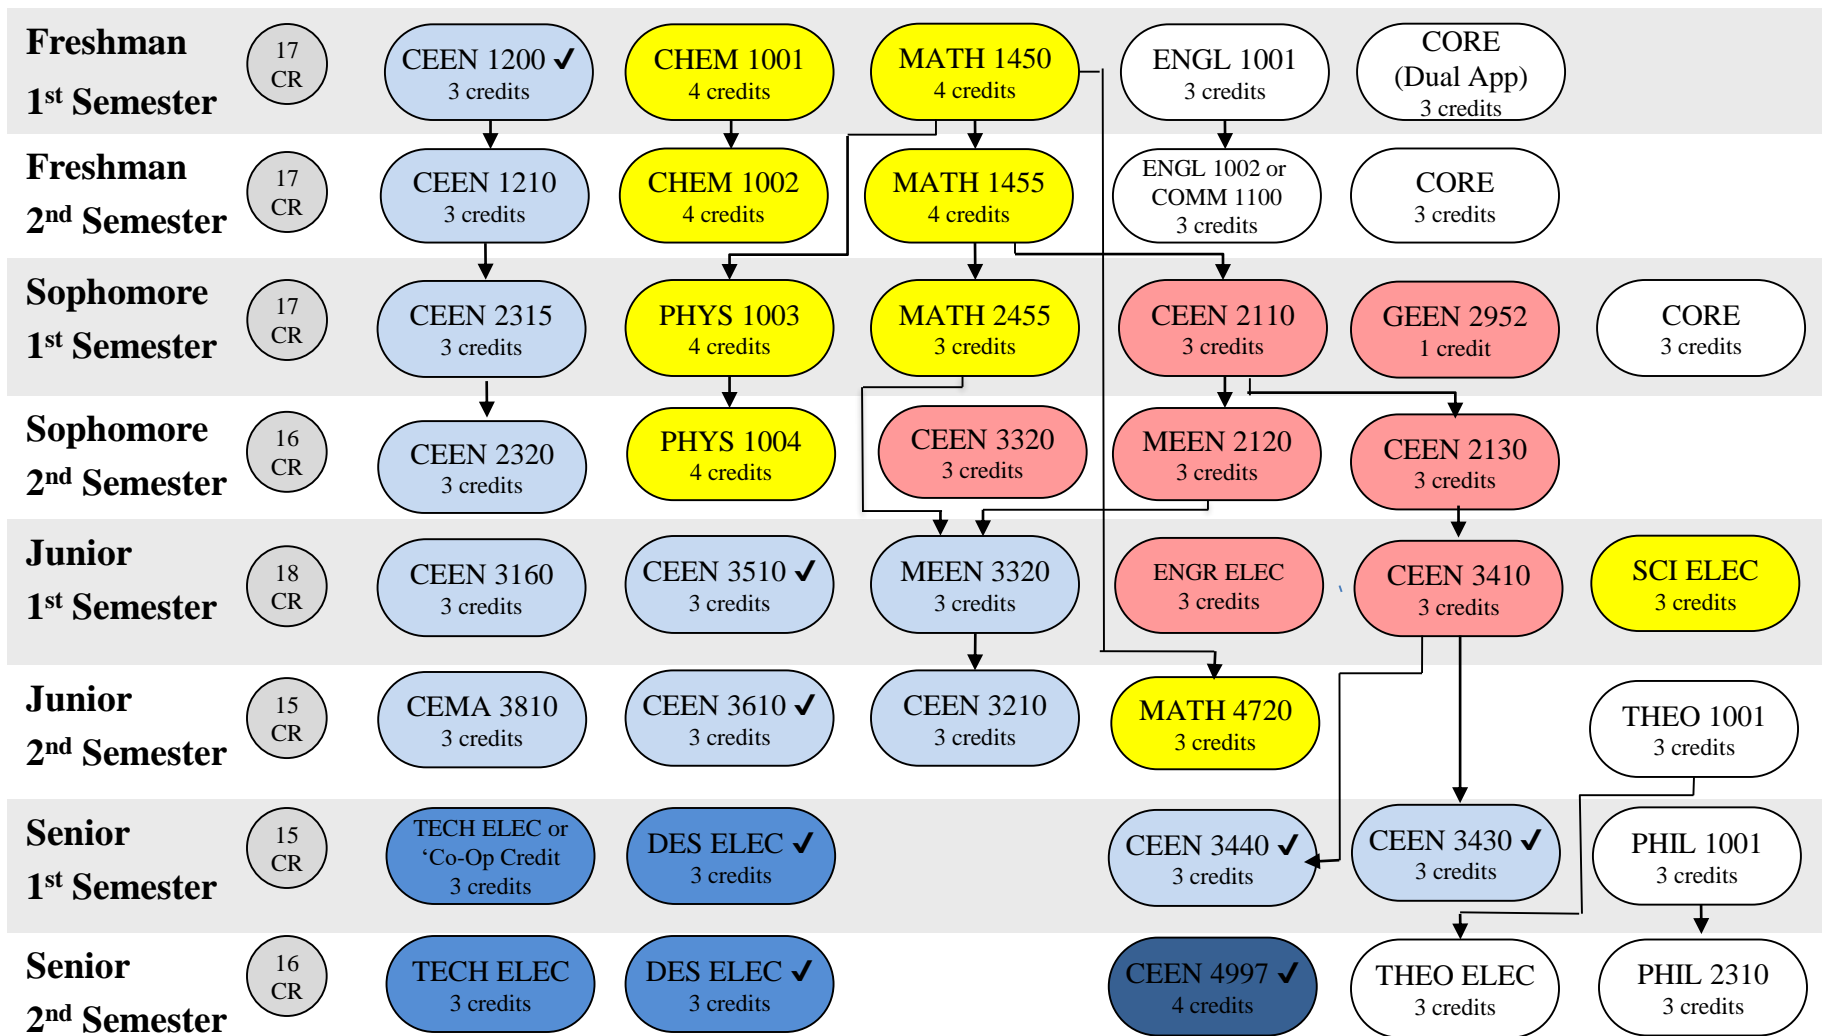 Freshman
1st Semester
17
CR
CEEN 1200 ✔
3 credits
CHEM 1001
4 credits
MATH 1450
4 credits
ENGL 1001
3 credits
CORE
(Dual App)
3 credits
Freshman
2nd Semester
17
CR
CEEN 1210
3 credits
CHEM 1002
4 credits
MATH 1455
4 credits
ENGL 1002 or
COMM 1100
3 credits
CORE
3 credits
Sophomore
1st Semester
17
CR
CEEN 2315
3 credits
PHYS 1003
4 credits
MATH 2455
3 credits
CEEN 2110
3 credits
GEEN 2952
1 credit
CORE
3 credits
Sophomore
2nd Semester
16
CR
CEEN 2320
3 credits
PHYS 1004
4 credits
CEEN 3320
3 credits
MEEN 2120
3 credits
CEEN 2130
3 credits
Junior
1st Semester
18
CR
CEEN 3160
3 credits
CEEN 3510 ✔
3 credits
MEEN 3320
3 credits
ENGR ELEC
3 credits
CEEN 3410
3 credits
SCI ELEC
3 credits
Junior
2nd Semester
15
CR
CEMA 3810
3 credits
CEEN 3610 ✔
3 credits
CEEN 3210
3 credits
MATH 4720
3 credits
THEO 1001
3 credits
Senior
1st Semester
15
CR
TECH ELEC or
‘Co-Op Credit
3 credits
DES ELEC ✔
3 credits
CEEN 3440 ✔
3 credits
CEEN 3430 ✔
3 credits
PHIL 1001
3 credits
Senior
2nd Semester
16
CR
TECH ELEC
3 credits
DES ELEC ✔
3 credits
CEEN 4997 ✔
4 credits
THEO ELEC
3 credits
PHIL 2310
3 credits